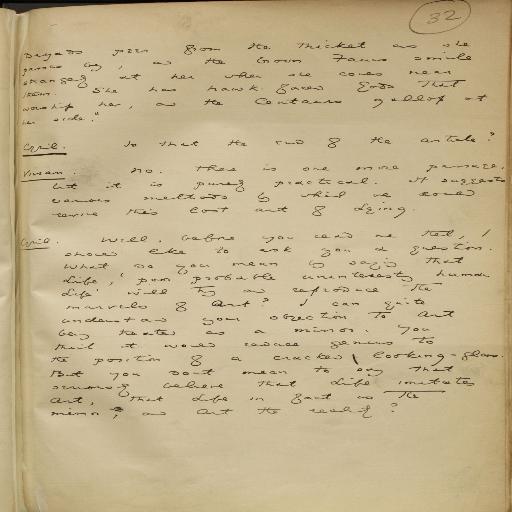 32
Dryads peer from the thicket as she
passes by, and the brown Fauns smile
strangely at her when she comes near
them. She has hawk-faced Gods that
worship her, and the Centaurs gallop at
her side."
Cyril. Is that the end of the article?
Vivian. No. There is one more passage,
but it is purely practical. It suggests
various methods by which we could
revive this lost art of Lying.
Cyril. Well, before you read me that, I
should like to ask you a question.
What do you mean by saying that
Life, 'poor probable uninteresting human
Life' will try and reproduce the
marvels of Art? I can quite
understand your objection to Art
being treated as a mirror. You
think it would reduce genius to
the position of a cracked looking-glass.
But you don't mean to say that
seriously believe that Life imitates
Art, that Life in fact is the
mirror, and Art the reality?